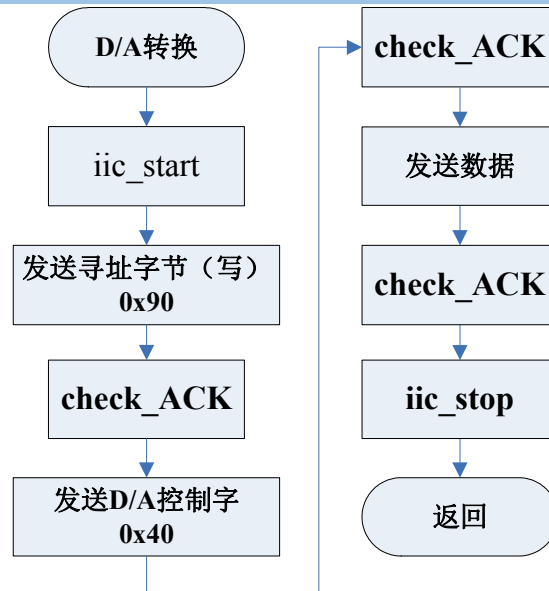 D/A转换
iic_start
发送寻址字节（写）
0x90
check_ACK
发送D/A控制字
0x40
check_ACK
发送数据
check_ACK
iic_stop
返回